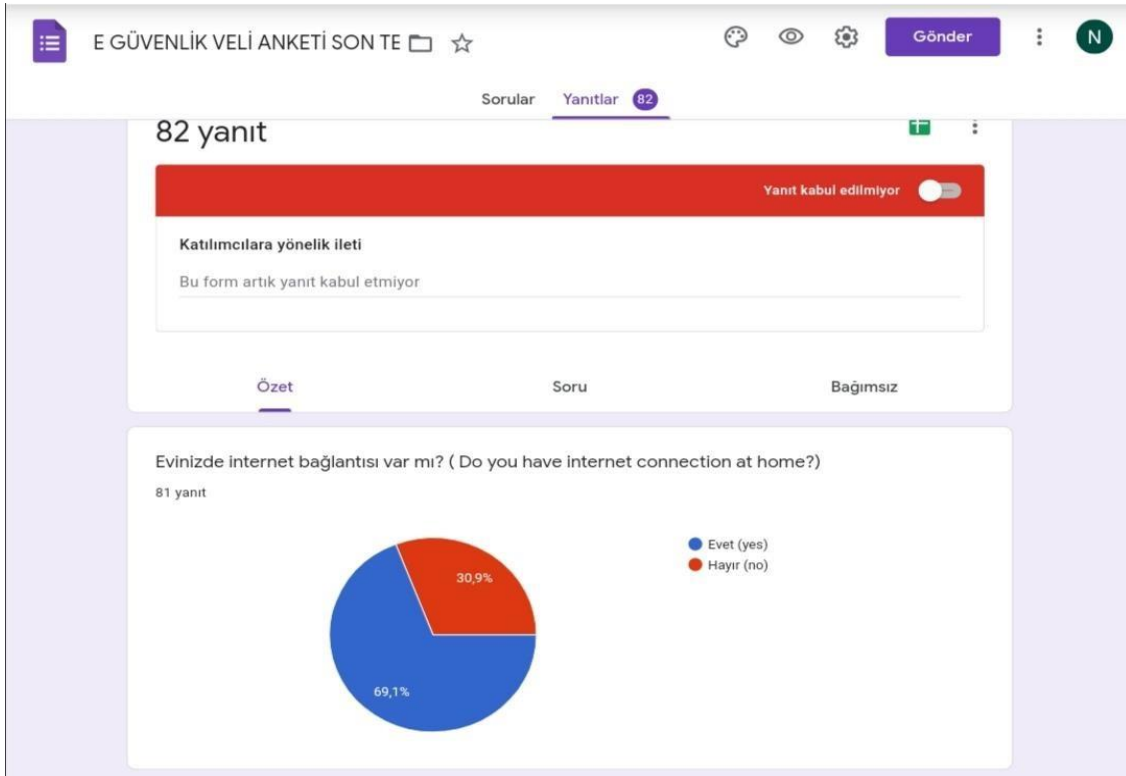 E GÜVENLİK VELİ ANKETİ SON TE
Gönder
N
Sorular Yanıtlar 82
82 yanıt
Yanıt kabul edilmiyor
Katılımcılara yönelik ileti
Bu form artık yanıt kabul etmiyor
Özet Soru Bağımsız
Evinizde internet bağlantısı var mı? ( Do you have internet connection at home?)
81 yanıt
Evet (yes)
Hayır (no)
30,9%
69,1%